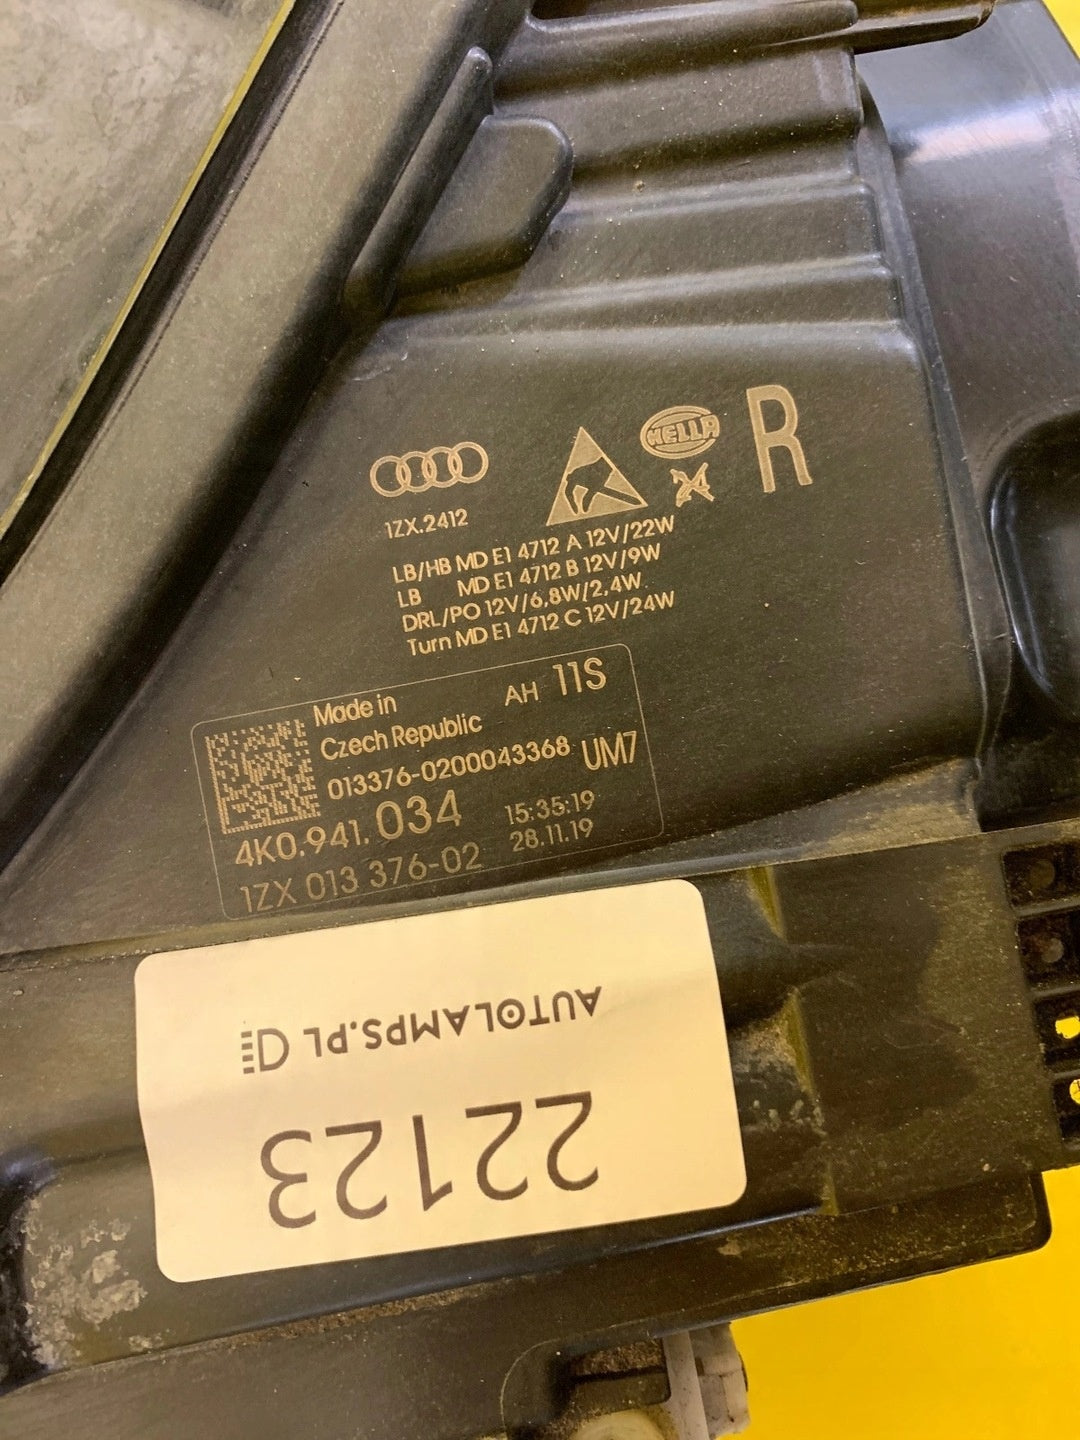 HELLA
R
1ZX.2412
LB/HB MD E1 4712 A 12V/22W
LB MD E1 4712 B 12V/9W
DRL/PO 12V/6,8W/2,4W
Turn MD E1 4712 C 12V/24W
Made in
Czech Republic
AH 11S
013376-0200043368 UM7
4K0.941.034
15:35:19
1ZX 013 376-02
28.11.19
AUTOLAMPS.PL
22123